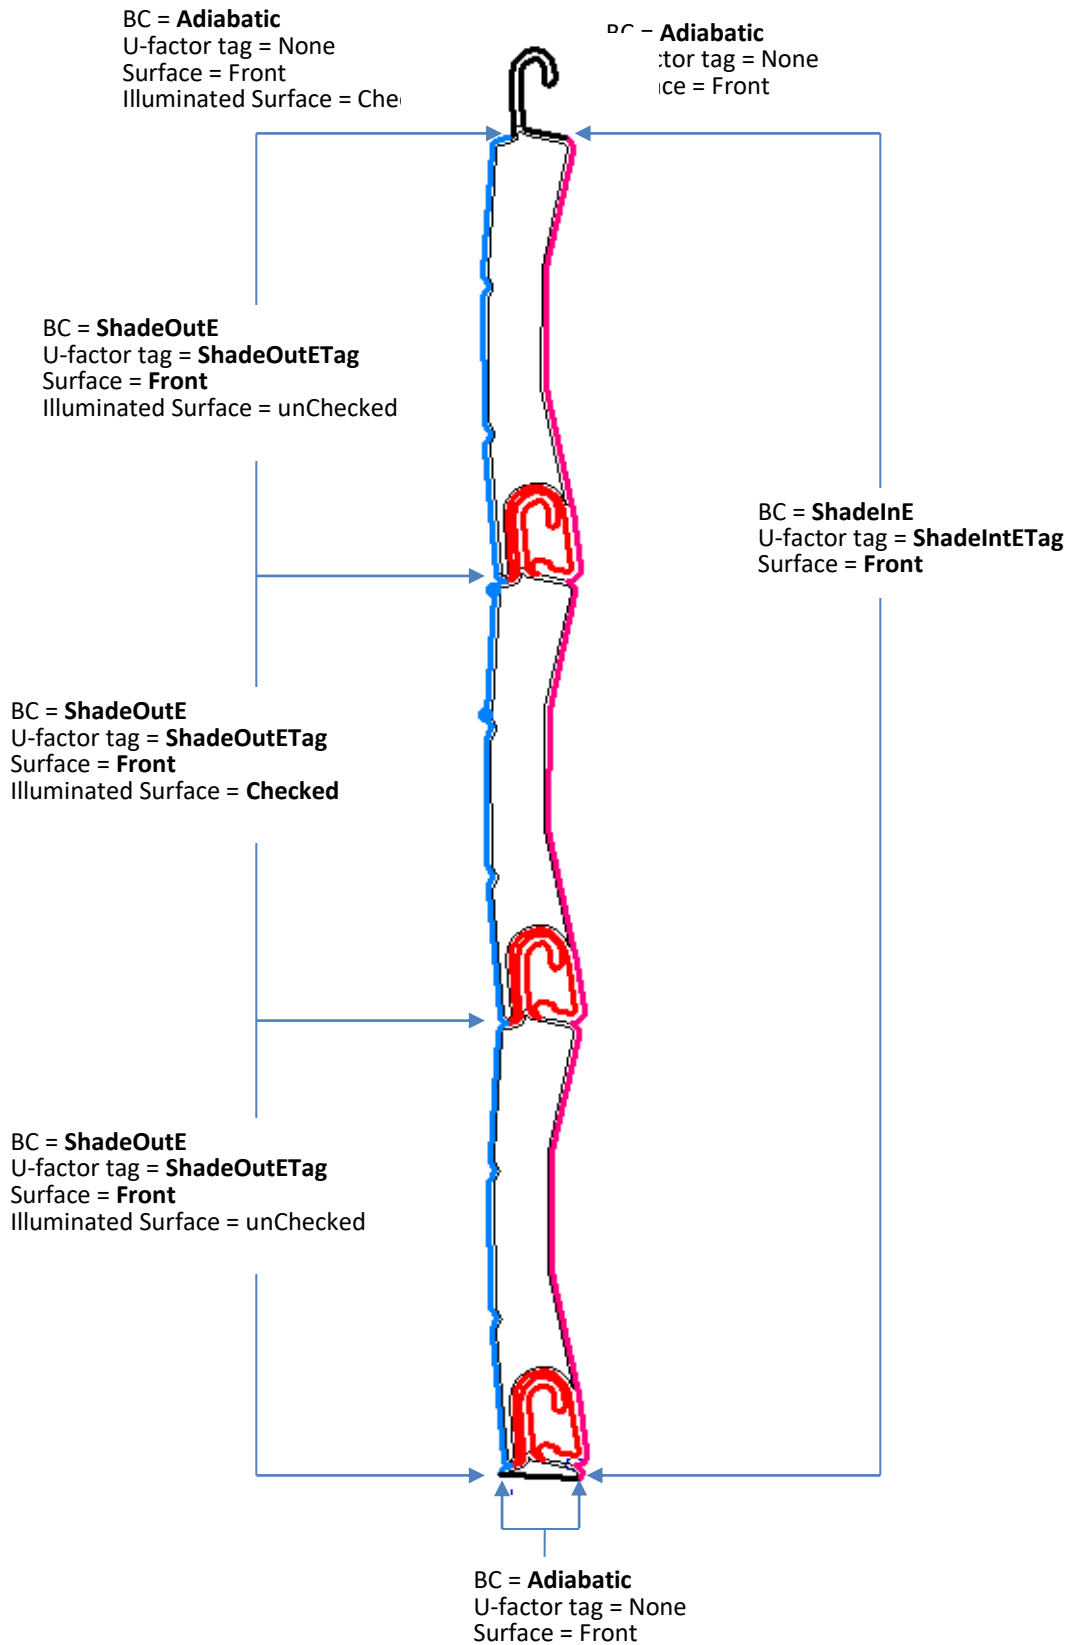 BC = Adiabatic
U-factor tag = None
Surface = Front
Illuminated Surface = Che
= Adiabatic
tag = None
= Front
BC = ShadeOutE
U-factor tag = ShadeOutETag
Surface = Front
Illuminated Surface = unChecked
BC = ShadeInE
U-factor tag = ShadeIntETag
Surface = Front
BC = ShadeOutE
U-factor tag = ShadeOutETag
Surface = Front
Illuminated Surface = Checked
BC = ShadeOutE
U-factor tag = ShadeOutETag
Surface = Front
Illuminated Surface = unChecked
BC = Adiabatic
U-factor tag = None
Surface = Front